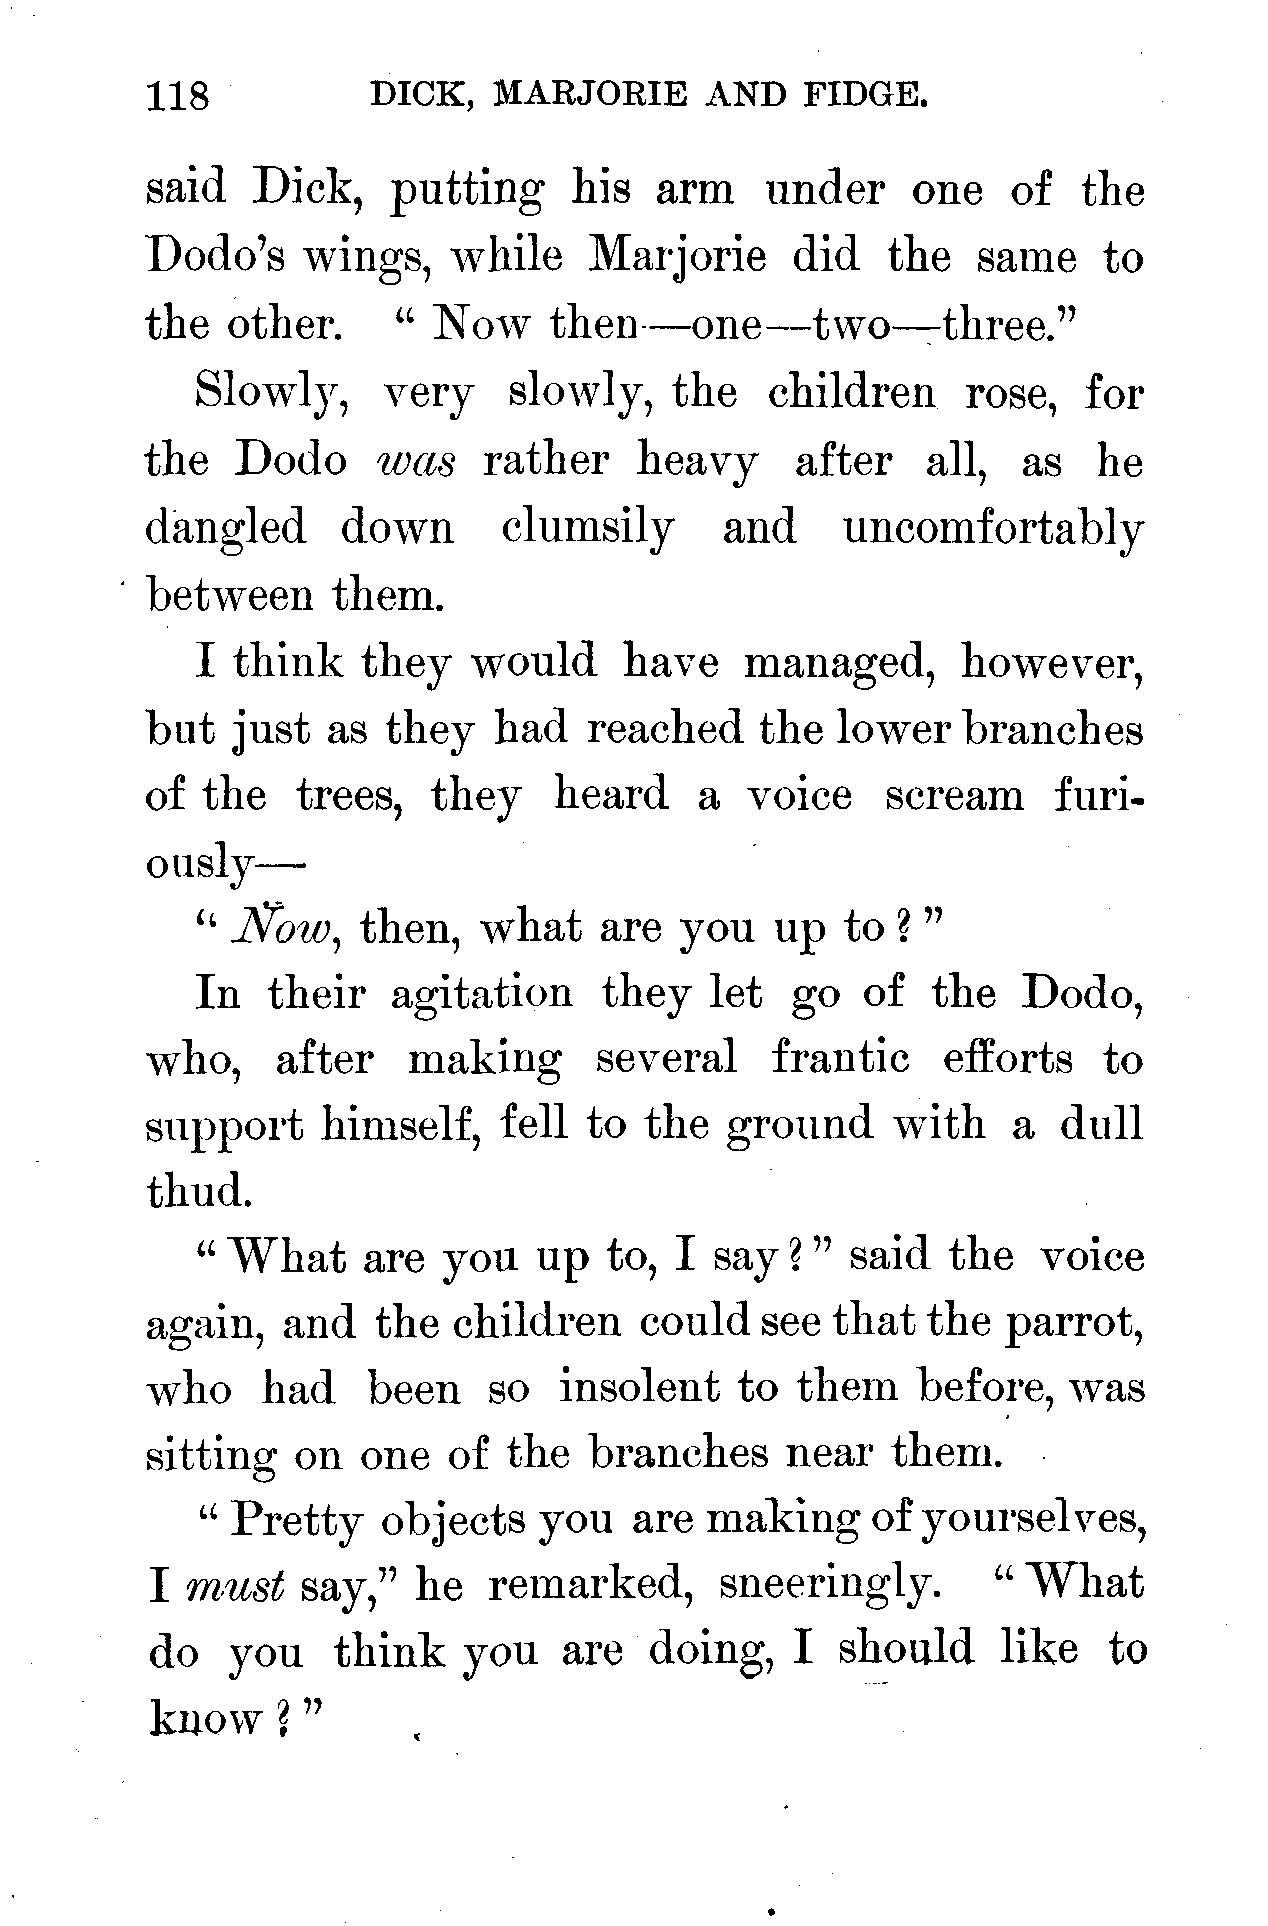 118 DICK, MARJORIE AND FIDGE.
said Dick, putting his arm under one of the
Dodo's wings, while Marjorie did the same to
the other. “ Now then—one—two—three.”
Slowly, very slowly, the children rose, for
the Dodo was rather heavy after all, as he
dangled down clumsily and uncomfortably
between them.
I think they would have managed, however,
but just as they had reached the lower branches
of the trees, they heard a voice scream furi-
ously—
“ Now, then, what are you up to ? ”
In their agitation they let go of the Dodo,
who, after making several frantic efforts to
support himself, fell to the ground with a dull
thud.
“ What are you up to, I say ? ” said the voice
again, and the children could see that the parrot,
who had been so insolent to them before, was
sitting on one of the branches near them.
“ Pretty objects you are making of yourselves,
I must say,” he remarked, sneeringly. “ What
do you think you are doing, I should like to
know ? ”